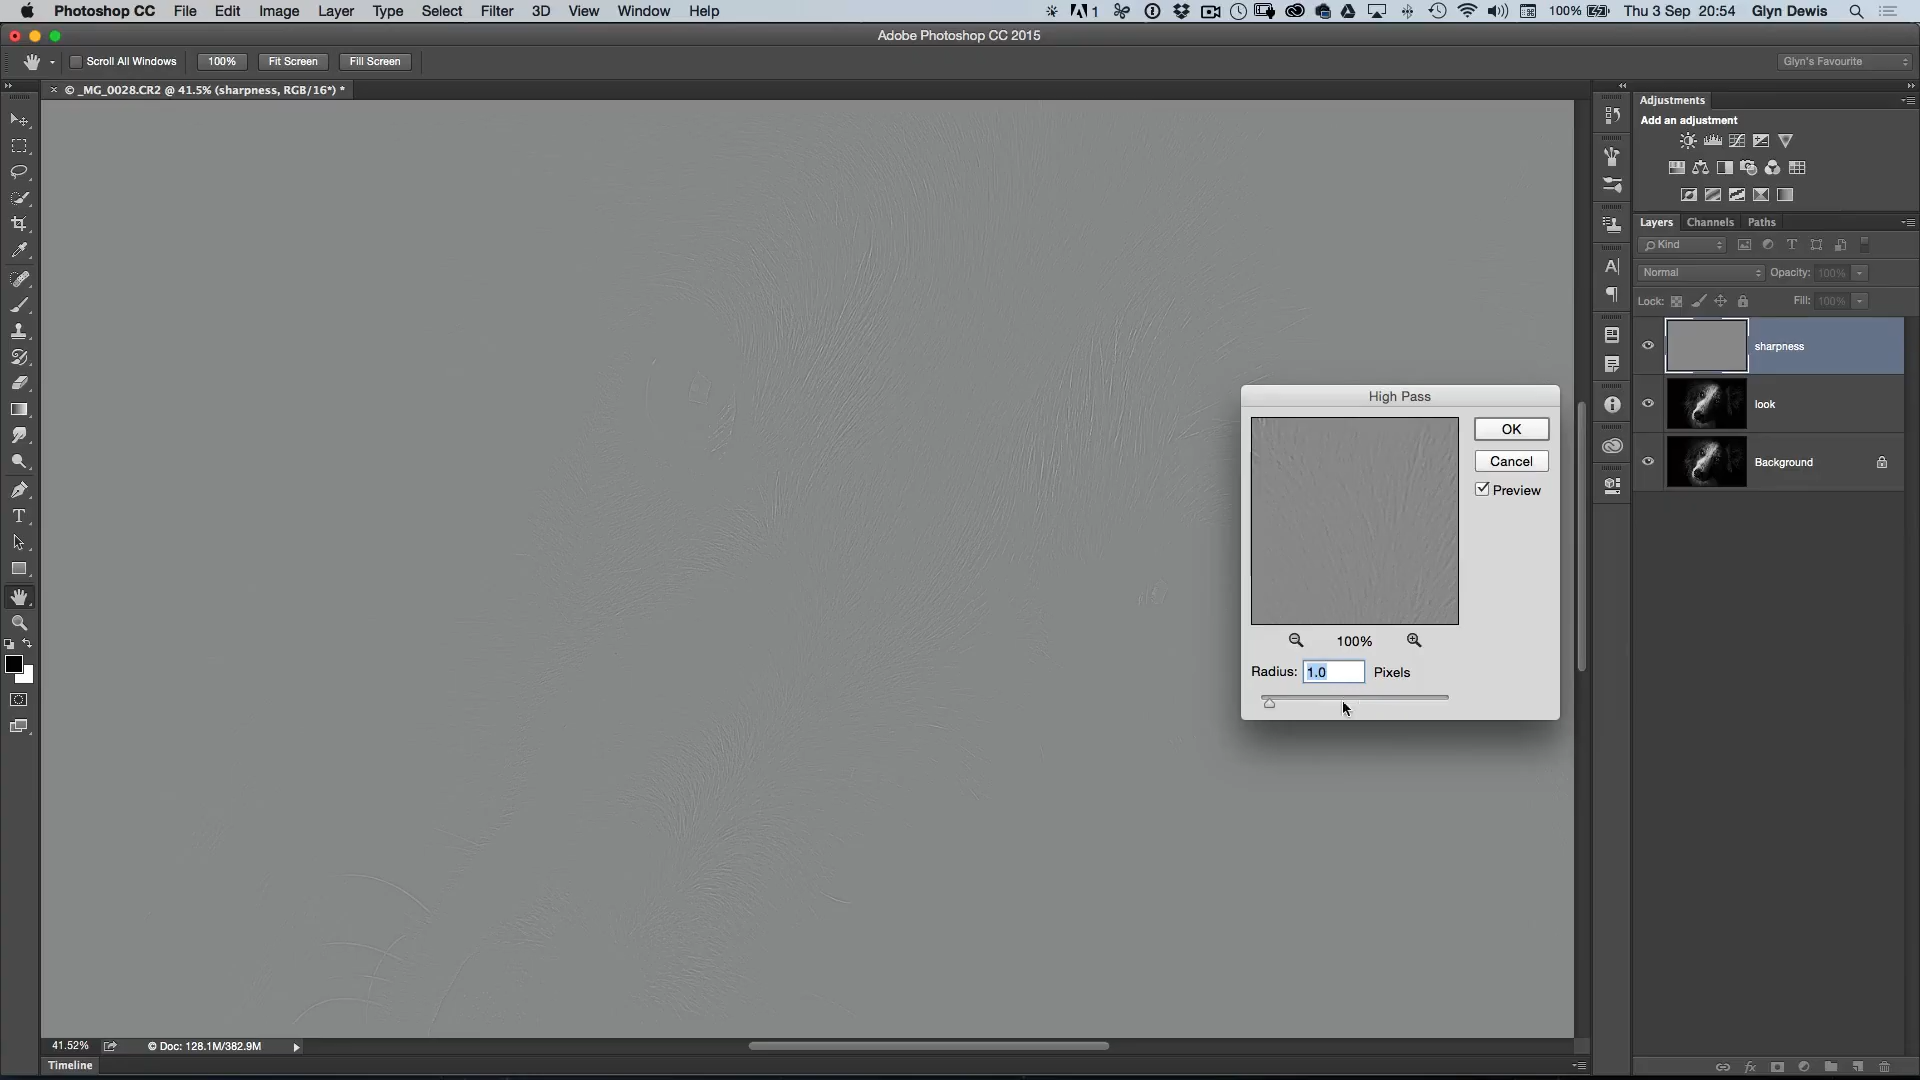 Photoshop CC File Edit Image Layer Type Select Filter 3D View Window Help 1 100% Thu 3 Sep 20:54 Glyn Dewis
Adobe Photoshop CC 2015
Scroll All Windows 100% Fit Screen Fill Screen Glyn's Favourite
× © _MG_0028.CR2 @ 41.5% (sharpness, RGB/16*) *
Adjustments
Add an adjustment
Layers Channels Paths
Kind
Normal Opacity: 100%
Lock: Fill: 100%
sharpness
look
Background
High Pass
OK
Cancel
Preview
100%
Radius: 1.0 Pixels
41.52% © Doc: 128.1M/382.9M
Timeline